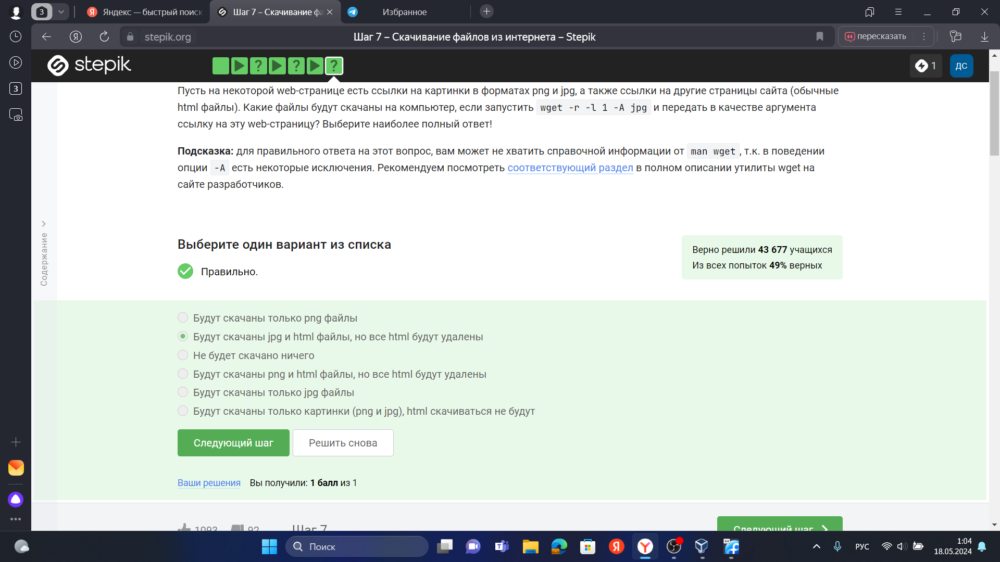 3
Яндекс — быстрый поиск
Шаг 7 – Скачивание фа
Избранное
stepik.org
Шаг 7 – Скачивание файлов из интернета – Stepik
пересказать
3
stepik
?
?
?
1
ДС
Пусть на некоторой web-странице есть ссылки на картинки в форматах png и jpg, а также ссылки на другие страницы сайта (обычные
html файлы). Какие файлы будут скачаны на компьютер, если запустить wget -r -l 1 -A jpg и передать в качестве аргумента
ссылку на эту web-страницу? Выберите наиболее полный ответ!
Подсказка: для правильного ответа на этот вопрос, вам может не хватить справочной информации от man wget, т.к. в поведении
опции -A есть некоторые исключения. Рекомендуем посмотреть соответствующий раздел в полном описании утилиты wget на
сайте разработчиков.
Содержание
Выберите один вариант из списка
Правильно.
Верно решили 43 677 учащихся
Из всех попыток 49% верных
Будут скачаны только png файлы
Будут скачаны jpg и html файлы, но все html будут удалены
Не будет скачано ничего
Будут скачаны png и html файлы, но все html будут удалены
Будут скачаны только jpg файлы
Будут скачаны только картинки (png и jpg), html скачиваться не будут
Следующий шаг
Решить снова
Ваши решения
Вы получили: 1 балл из 1
1093
92
Шаг 7
Следующий шаг
Поиск
РУС
1:04
18.05.2024